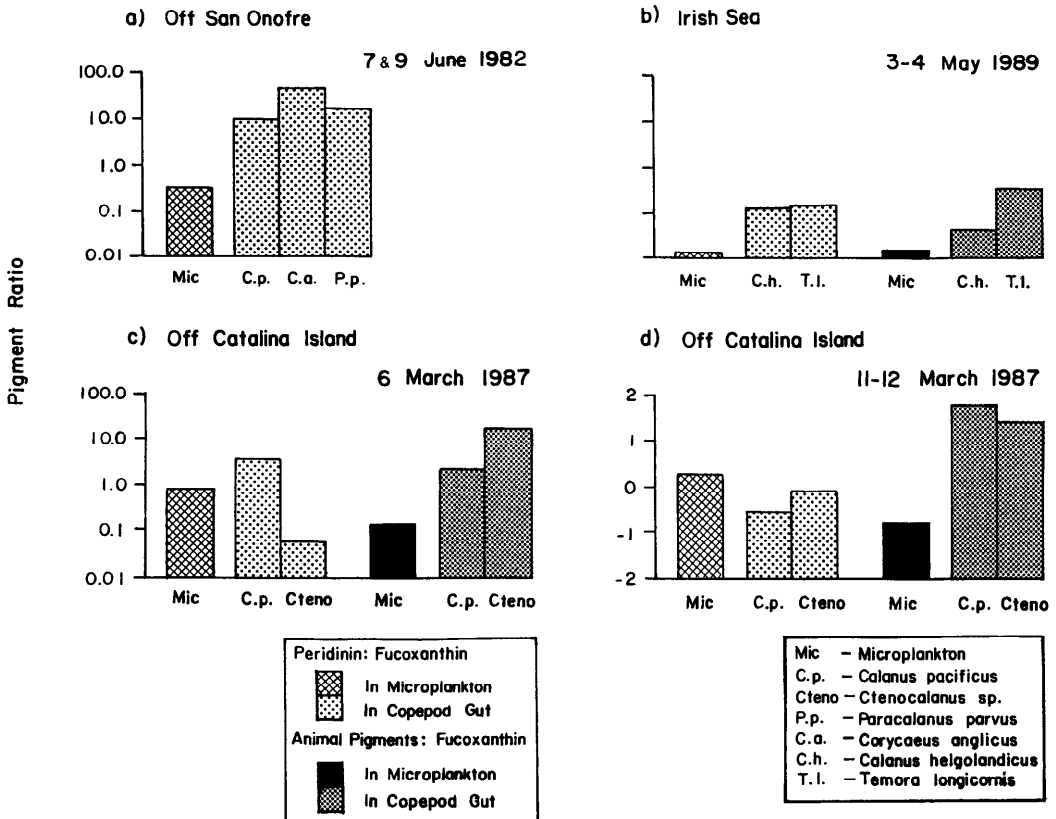 a) Off San Onofre
7 & 9 June 1982
100.0
10.0
1.0
0.1
0.01
Mic C.p. C.a. P.p.
b) Irish Sea
3-4 May 1989
Mic C.h. T.l. Mic C.h. T.l.
Pigment Ratio
c) Off Catalina Island
6 March 1987
100.0
10.0
1.0
0.1
0.01
Mic C.p. Cteno Mic C.p. Cteno
d) Off Catalina Island
11-12 March 1987
2
1
0
-1
-2
Mic C.p. Cteno Mic C.p. Cteno
Peridinin: Fucoxanthin
In Microplankton
In Copepod Gut
Animal Pigments: Fucoxanthin
In Microplankton
In Copepod Gut
Mic - Microplankton
C.p. - Calanus pacificus
Cteno - Ctenocalanus sp.
P.p. - Paracalanus parvus
C.a. - Corycaeus anglicus
C.h. - Calanus helgolandicus
T.l. - Temora longicornis